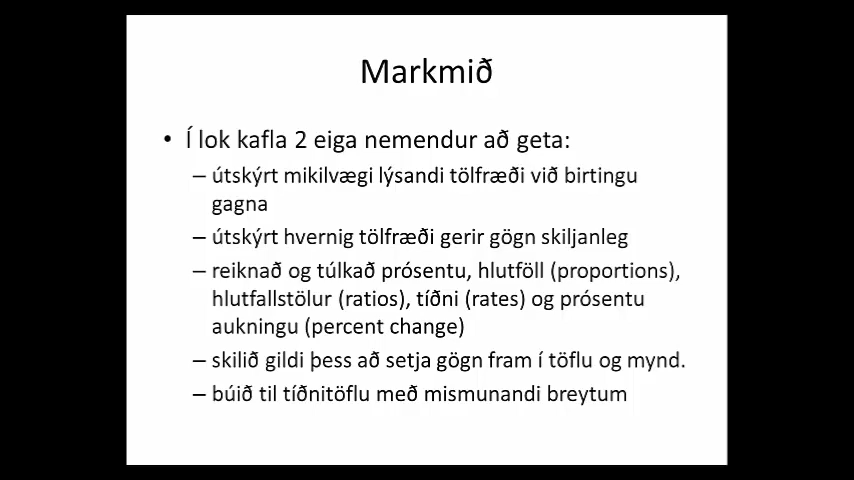 Markmið
• Í lok kafla 2 eiga nemendur að geta:
– útskýrt mikilvægi lýsandi tölfræði við birtingu
gagna
– útskýrt hvernig tölfræði gerir gögn skiljanleg
– reiknað og túlkað prósentu, hlutföll (proportions),
hlutfallstölur (ratios), tíðni (rates) og prósentu
aukningu (percent change)
– skilið gildi þess að setja gögn fram í töflu og mynd.
– búið til tíðnitöflu með mismunandi breytum